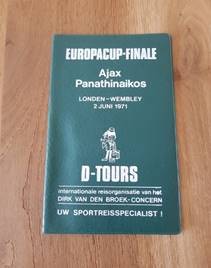 EUROPACUP-FINALE
Ajax
Panathinaikos
LONDEN-WEMBLEY
2 JUNI 1971
D-TOURS
internationale reisorganisatie van het
DIRK VAN DEN BROEK-CONCERN
UW SPORTREISSPECIALIST!